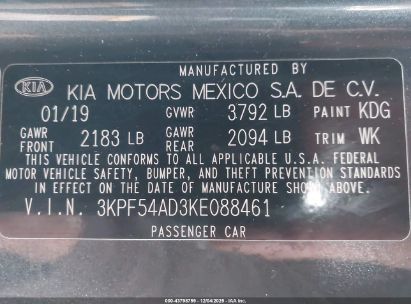 MANUFACTURED BY
KIA KIA MOTORS MEXICO S.A. DE C.V.
01/19 GVWR 3792 LB PAINT KDG
GAWR FRONT 2183 LB GAWR REAR 2094 LB TRIM WK
THIS VEHICLE CONFORMS TO ALL APPLICABLE U.S.A. FEDERAL
MOTOR VEHICLE SAFETY, BUMPER, AND THEFT PREVENTION STANDARDS
IN EFFECT ON THE DATE OF MANUFACTURE SHOWN ABOVE.
V.I.N. 3KPF54AD3KE088461
PASSENGER CAR